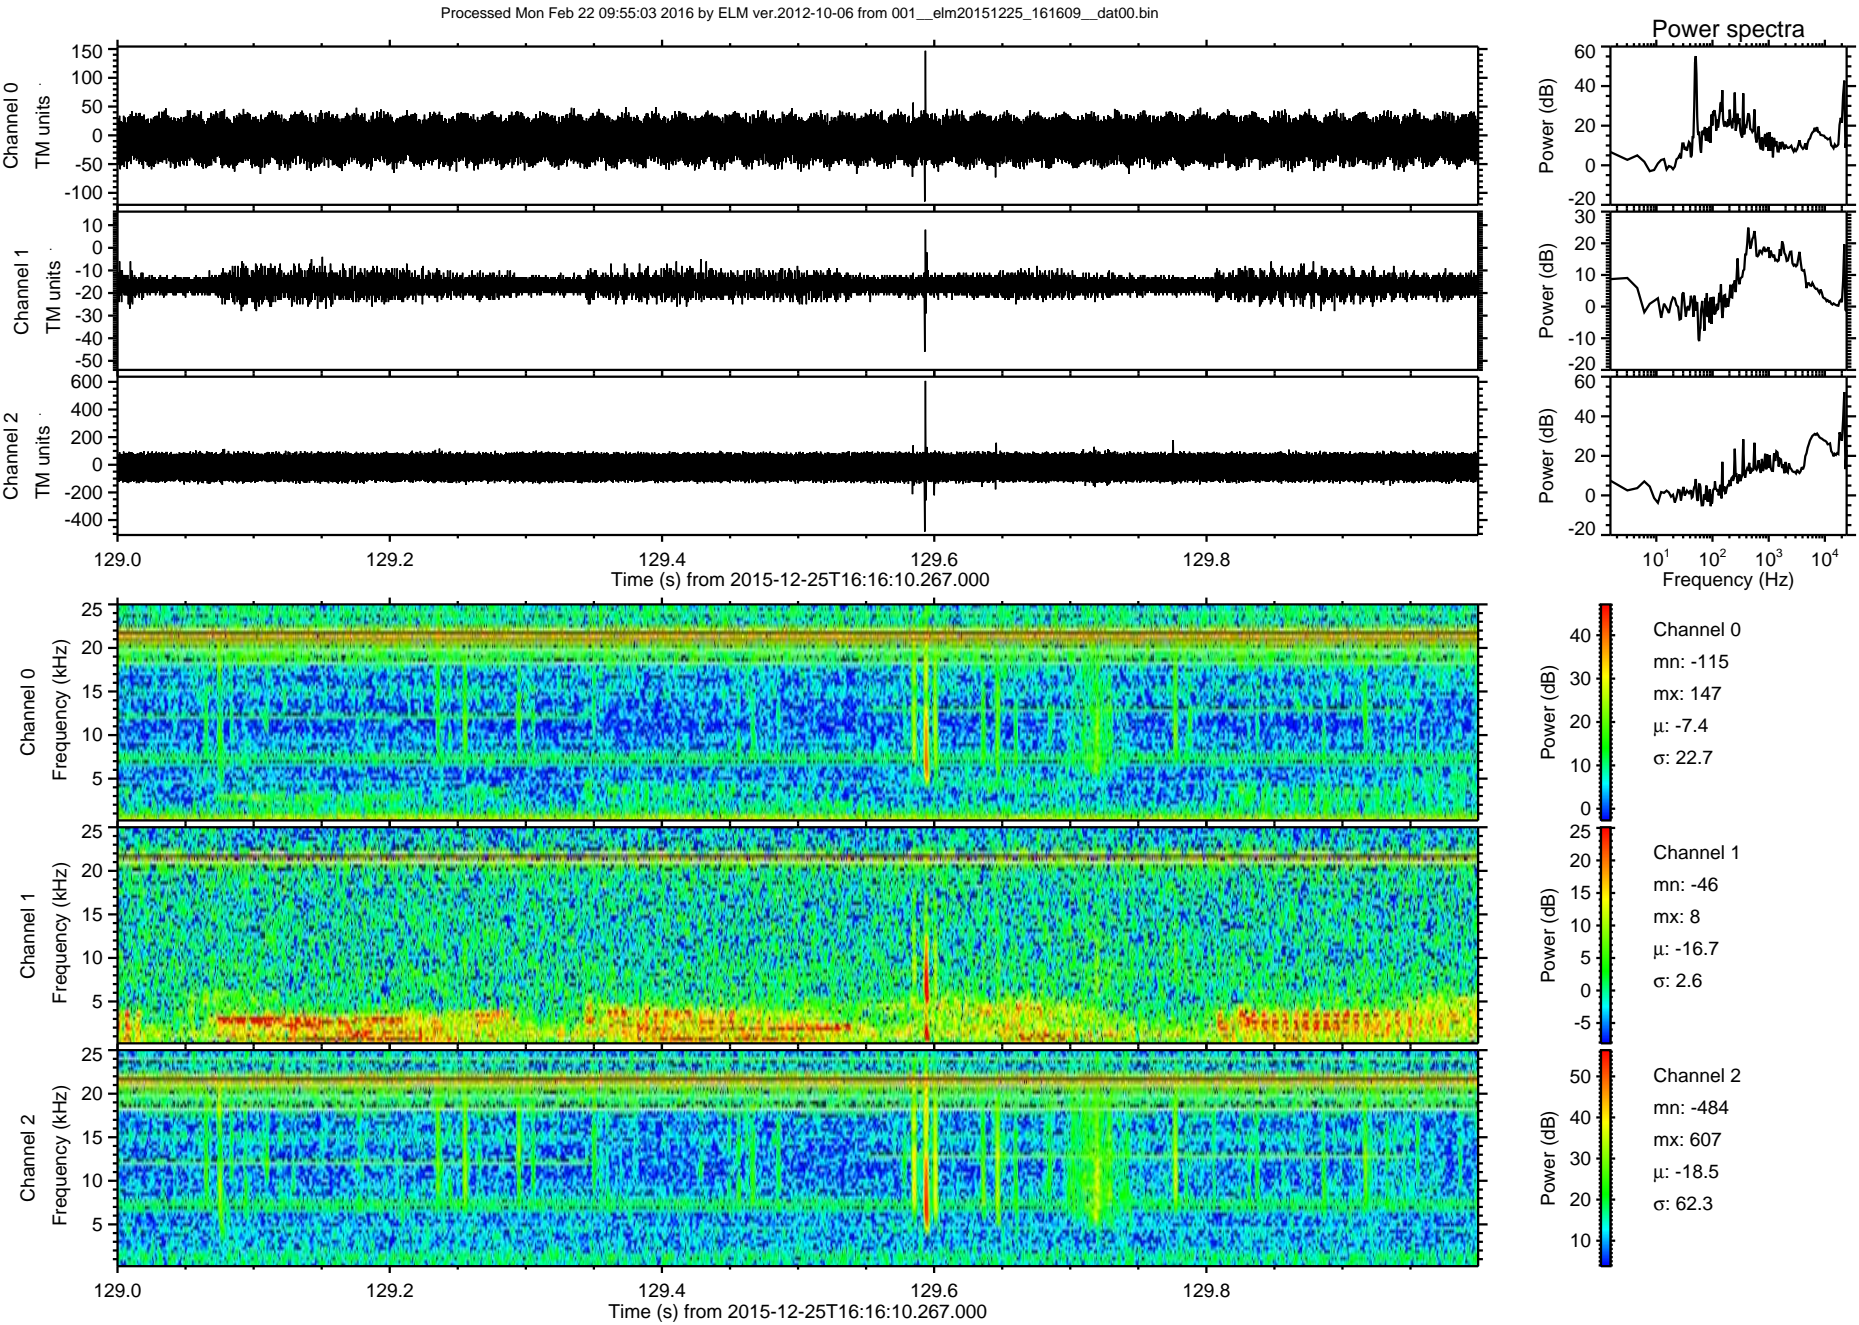 Processed Mon Feb 22 09:55:03 2016 by ELM ver.2012-10-06 from 001__elm20151225_161609__dat00.bin
Power spectra
Channel 0
TM units
150
100
50
0
-50
-100
Power (dB)
60
40
20
0
-20
Channel 1
TM units
10
0
-10
-20
-30
-40
-50
Power (dB)
30
20
10
0
-10
-20
Channel 2
TM units
600
400
200
0
-200
-400
Power (dB)
60
40
20
0
-20
129.0 129.2 129.4 129.6 129.8
Time (s) from 2015-12-25T16:16:10.267.000
10¹ 10² 10³ 10⁴
Frequency (Hz)
Channel 0
Frequency (kHz)
25
20
15
10
5
Power (dB)
40
30
20
10
0
Channel 0
mn: -115
mx: 147
μ: -7.4
σ: 22.7
Channel 1
Frequency (kHz)
25
20
15
10
5
Power (dB)
25
20
15
10
5
0
-5
Channel 1
mn: -46
mx: 8
μ: -16.7
σ: 2.6
Channel 2
Frequency (kHz)
25
20
15
10
5
Power (dB)
50
40
30
20
10
Channel 2
mn: -484
mx: 607
μ: -18.5
σ: 62.3
129.0 129.2 129.4 129.6 129.8
Time (s) from 2015-12-25T16:16:10.267.000